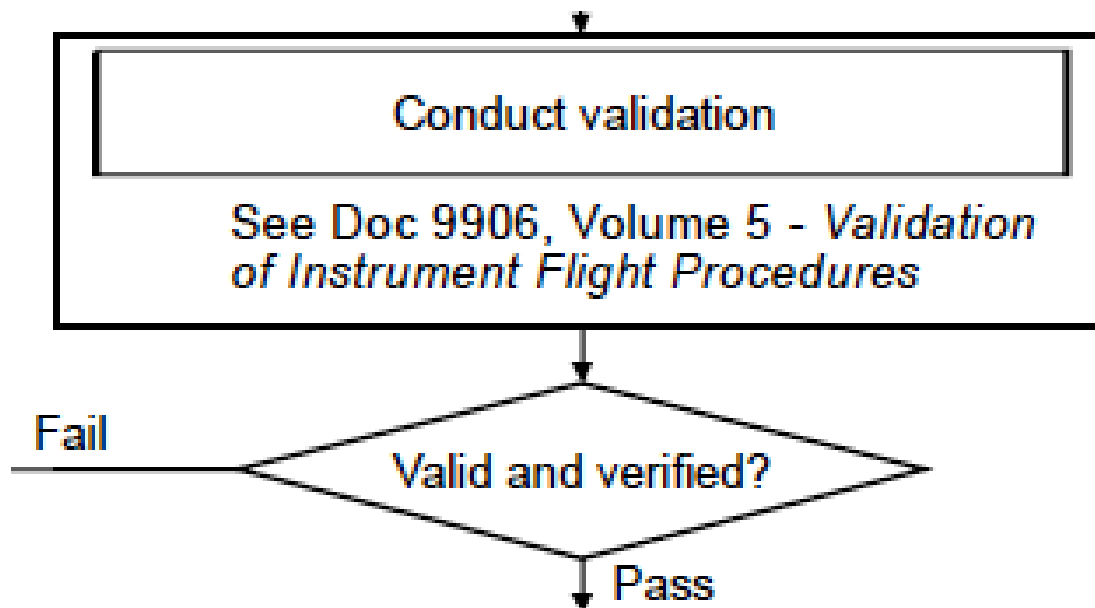 Conduct validation
See Doc 9906, Volume 5 - Validation
of Instrument Flight Procedures
Fail
Valid and verified?
Pass